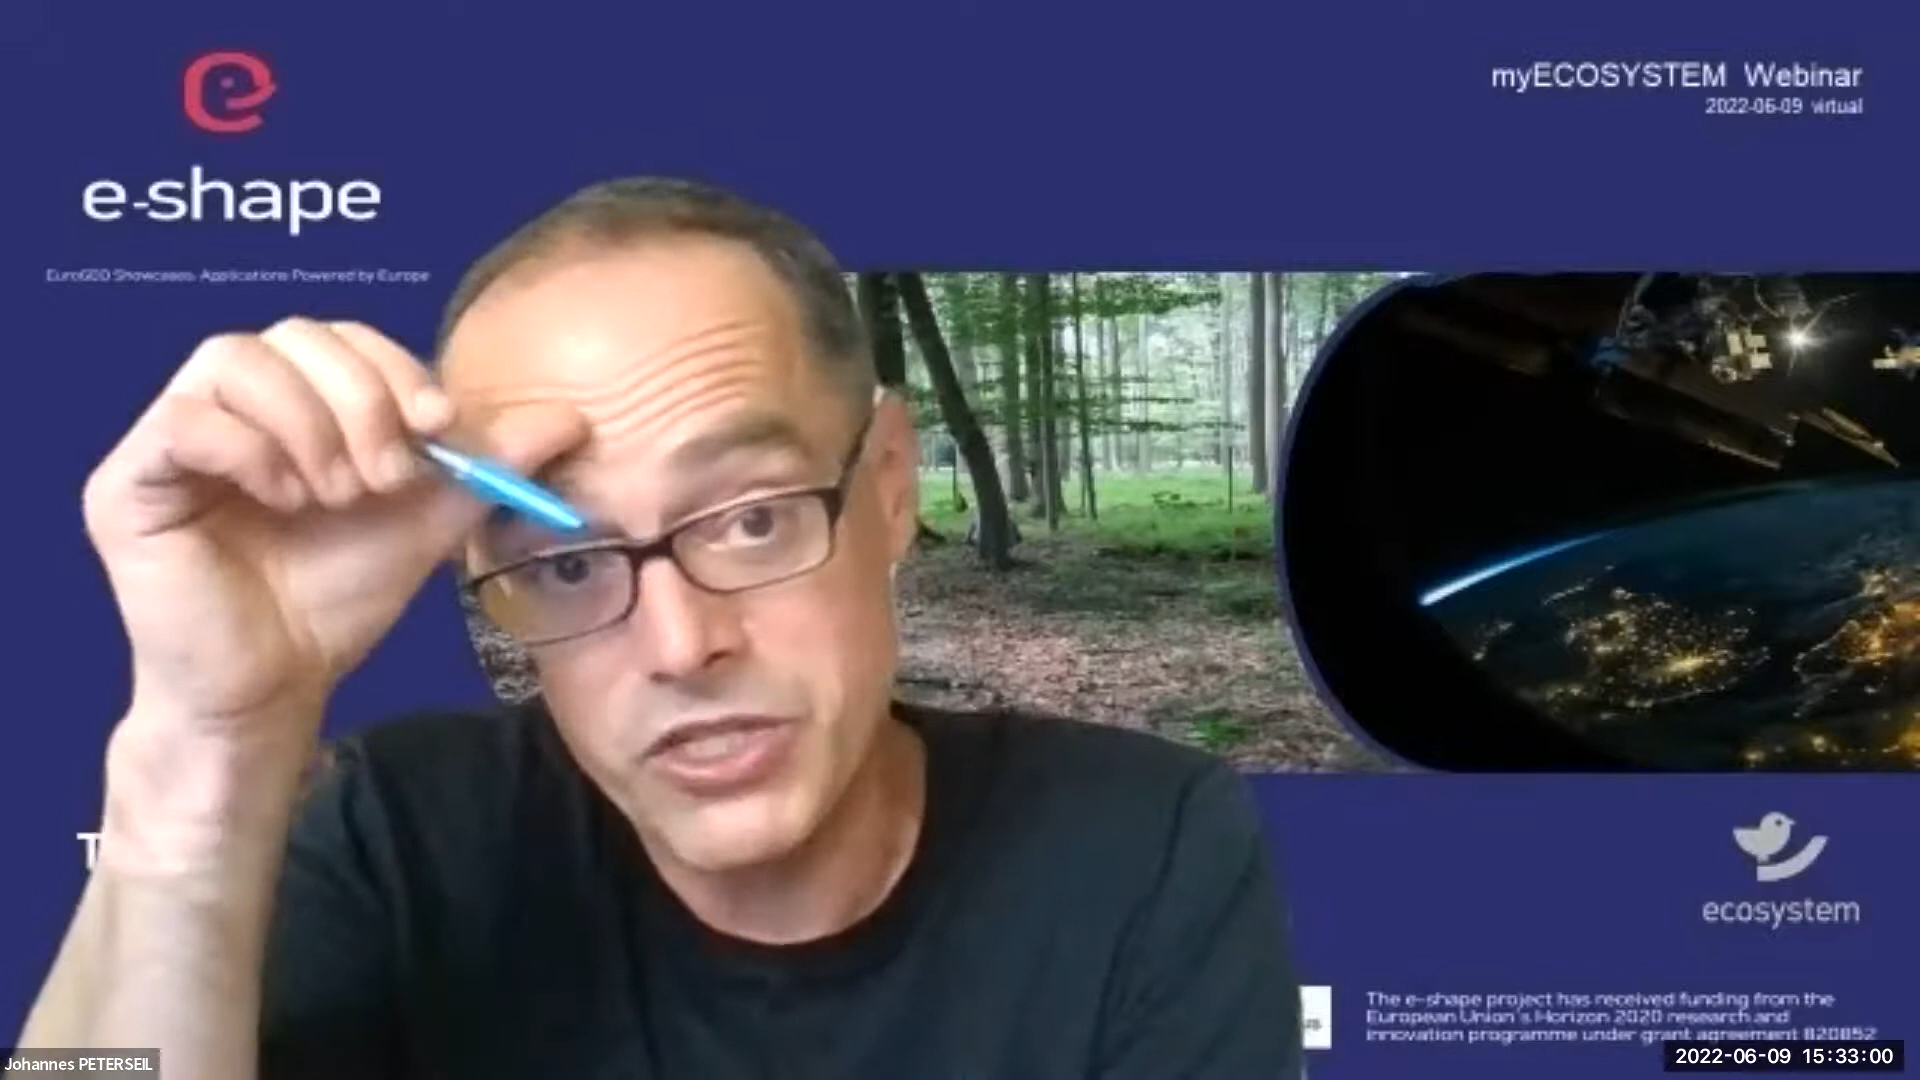 e-shape
EuroGEO Showcases: Applications Powered by Europe
myECOSYSTEM Webinar
2022-06-09 virtual
ecosystem
The e-shape project has received funding from the
European Union's Horizon 2020 research and
innovation programme under grant agreement 820852
Johannes PETERSEIL
2022-06-09 15:33:00